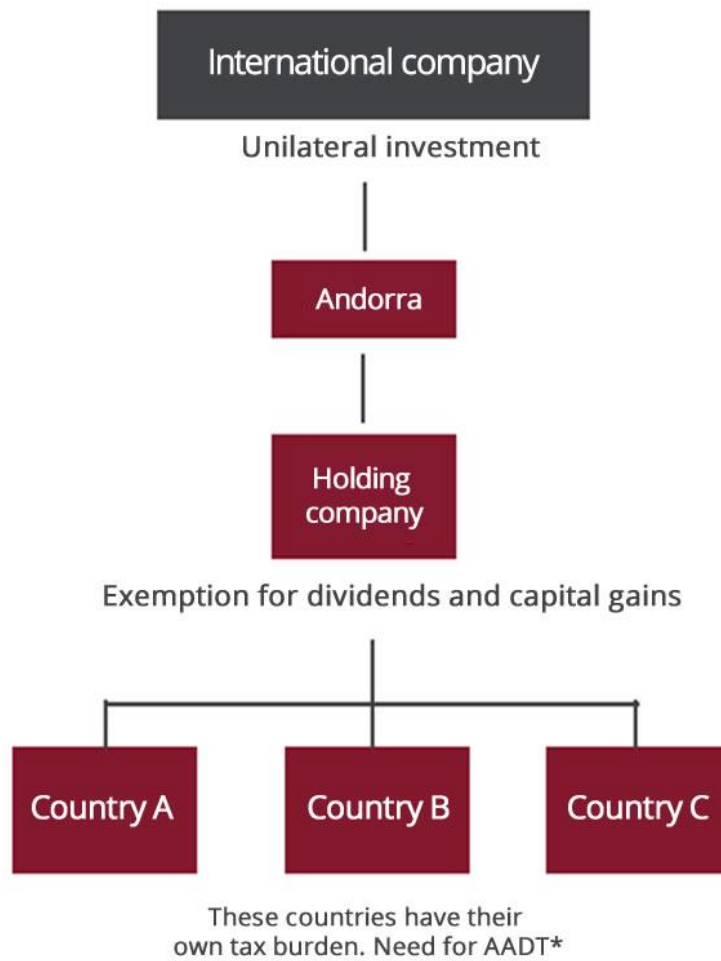 International company
Unilateral investment
Andorra
Holding
company
Exemption for dividends and capital gains
Country A
Country B
Country C
These countries have their
own tax burden. Need for AADT*